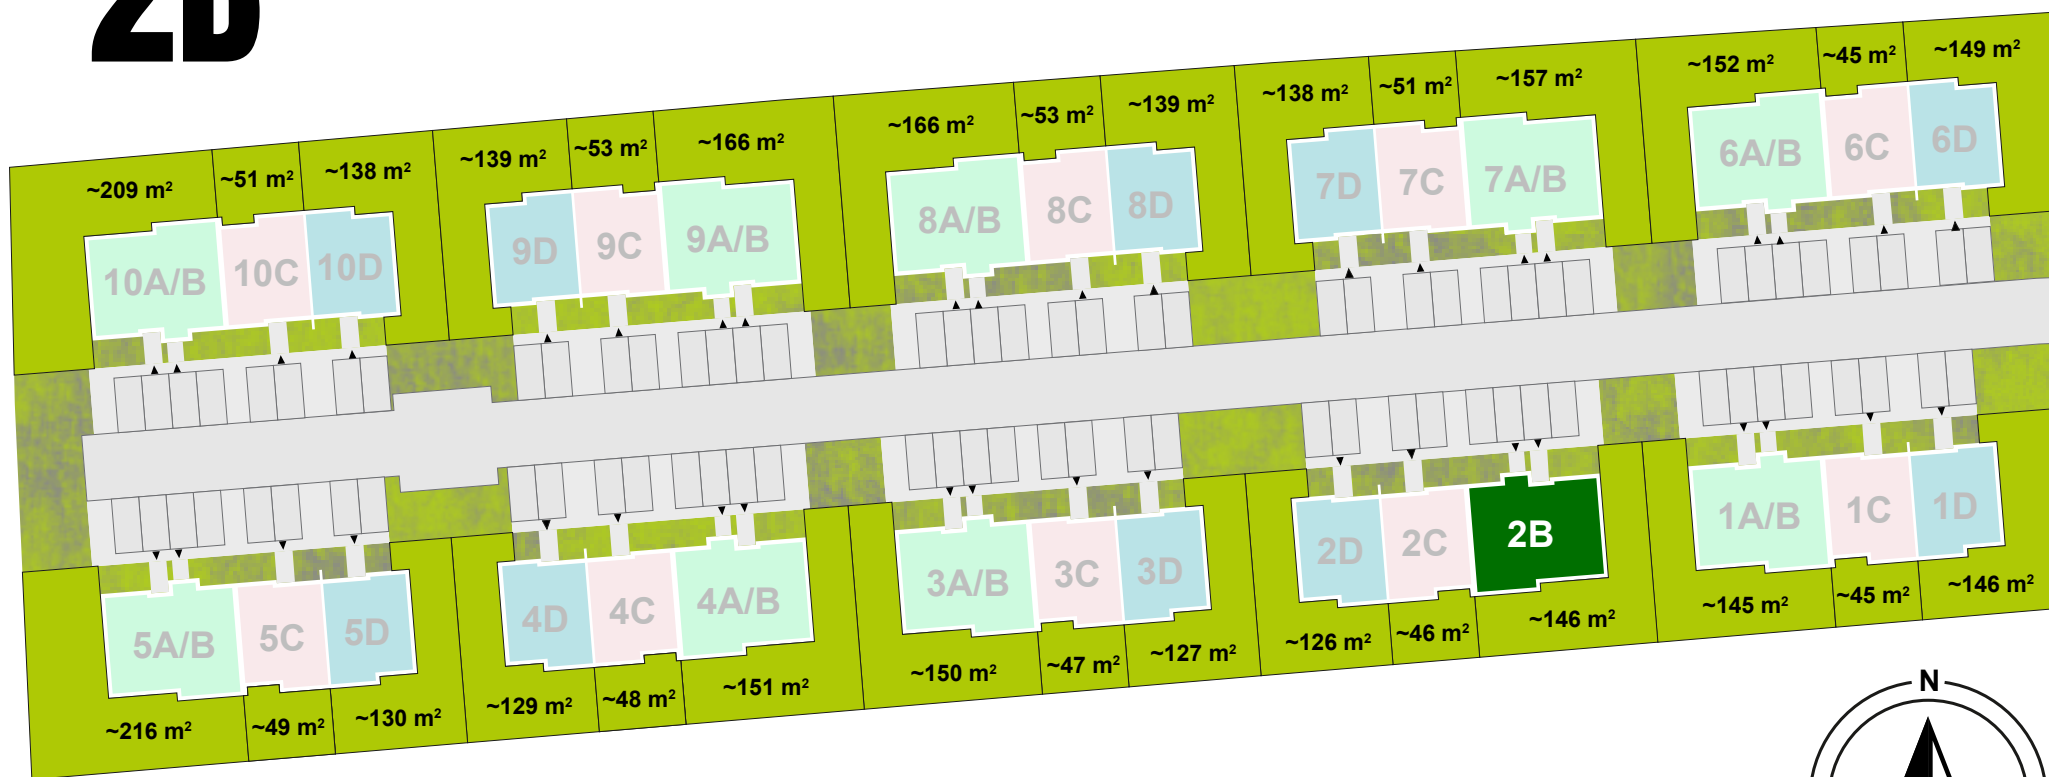 2B
~209 m²
~51 m²
~138 m²
~139 m²
~53 m²
~166 m²
~166 m²
~53 m²
~139 m²
~138 m²
~51 m²
~157 m²
~152 m²
~45 m²
~149 m²
10A/B
10C
10D
9D
9C
9A/B
8A/B
8C
8D
7D
7C
7A/B
6A/B
6C
6D
5A/B
5C
5D
4D
4C
4A/B
3A/B
3C
3D
2D
2C
2B
1A/B
1C
1D
~216 m²
~49 m²
~130 m²
~129 m²
~48 m²
~151 m²
~150 m²
~47 m²
~127 m²
~126 m²
~46 m²
~146 m²
~145 m²
~45 m²
~146 m²
N